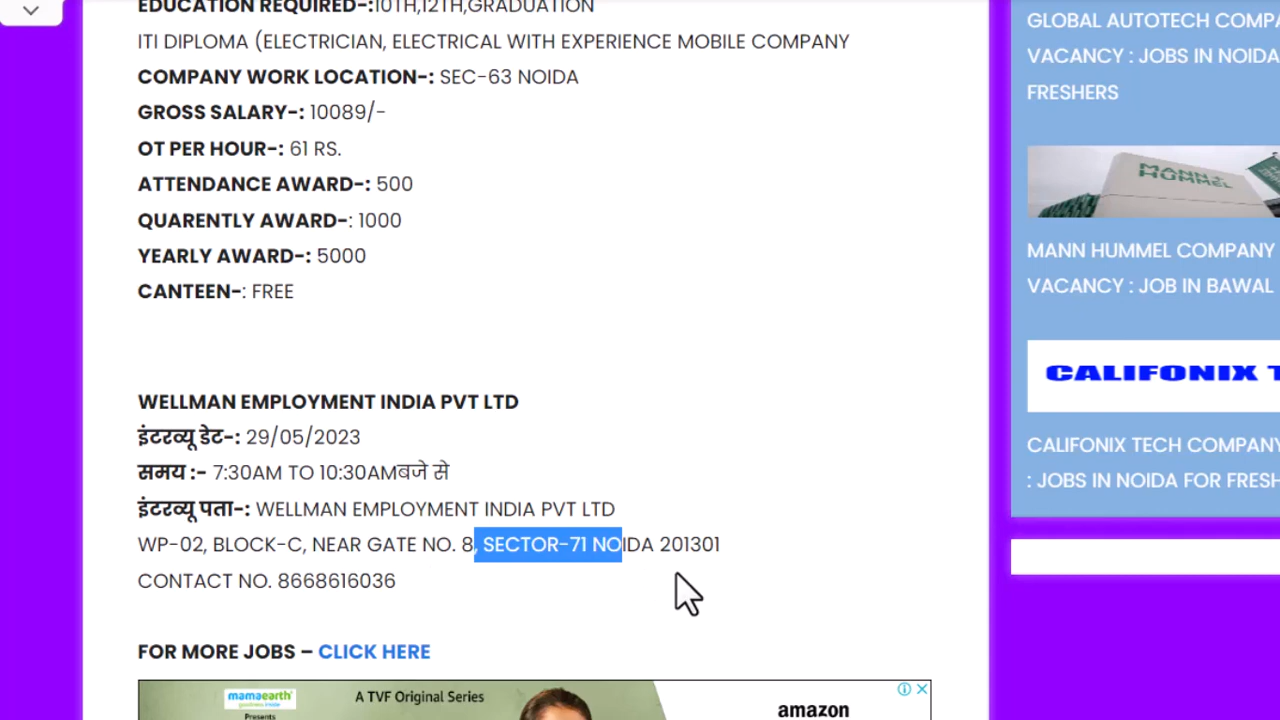 EDUCATION REQUIRED-:10TH,12TH,GRADUATION
ITI DIPLOMA (ELECTRICIAN, ELECTRICAL WITH EXPERIENCE MOBILE COMPANY
COMPANY WORK LOCATION-: SEC-63 NOIDA
GROSS SALARY-: 10089/-
OT PER HOUR-: 61 RS.
ATTENDANCE AWARD-: 500
QUARENTLY AWARD-: 1000
YEARLY AWARD-: 5000
CANTEEN-: FREE
WELLMAN EMPLOYMENT INDIA PVT LTD
इंटरव्यू डेट-: 29/05/2023
समय :- 7:30AM TO 10:30AMबजे से
इंटरव्यू पता-: WELLMAN EMPLOYMENT INDIA PVT LTD
WP-02, BLOCK-C, NEAR GATE NO. 8, SECTOR-71 NOIDA 201301
CONTACT NO. 8668616036
FOR MORE JOBS – CLICK HERE
mamaearth
goodness inside
Presents
A TVF Original Series
amazon
GLOBAL AUTOTECH COMPA
VACANCY : JOBS IN NOIDA
FRESHERS
MANN+
HUMMEL
MANN HUMMEL COMPANY
VACANCY : JOB IN BAWAL
CALIFONIX T
CALIFONIX TECH COMPANY
: JOBS IN NOIDA FOR FRESH